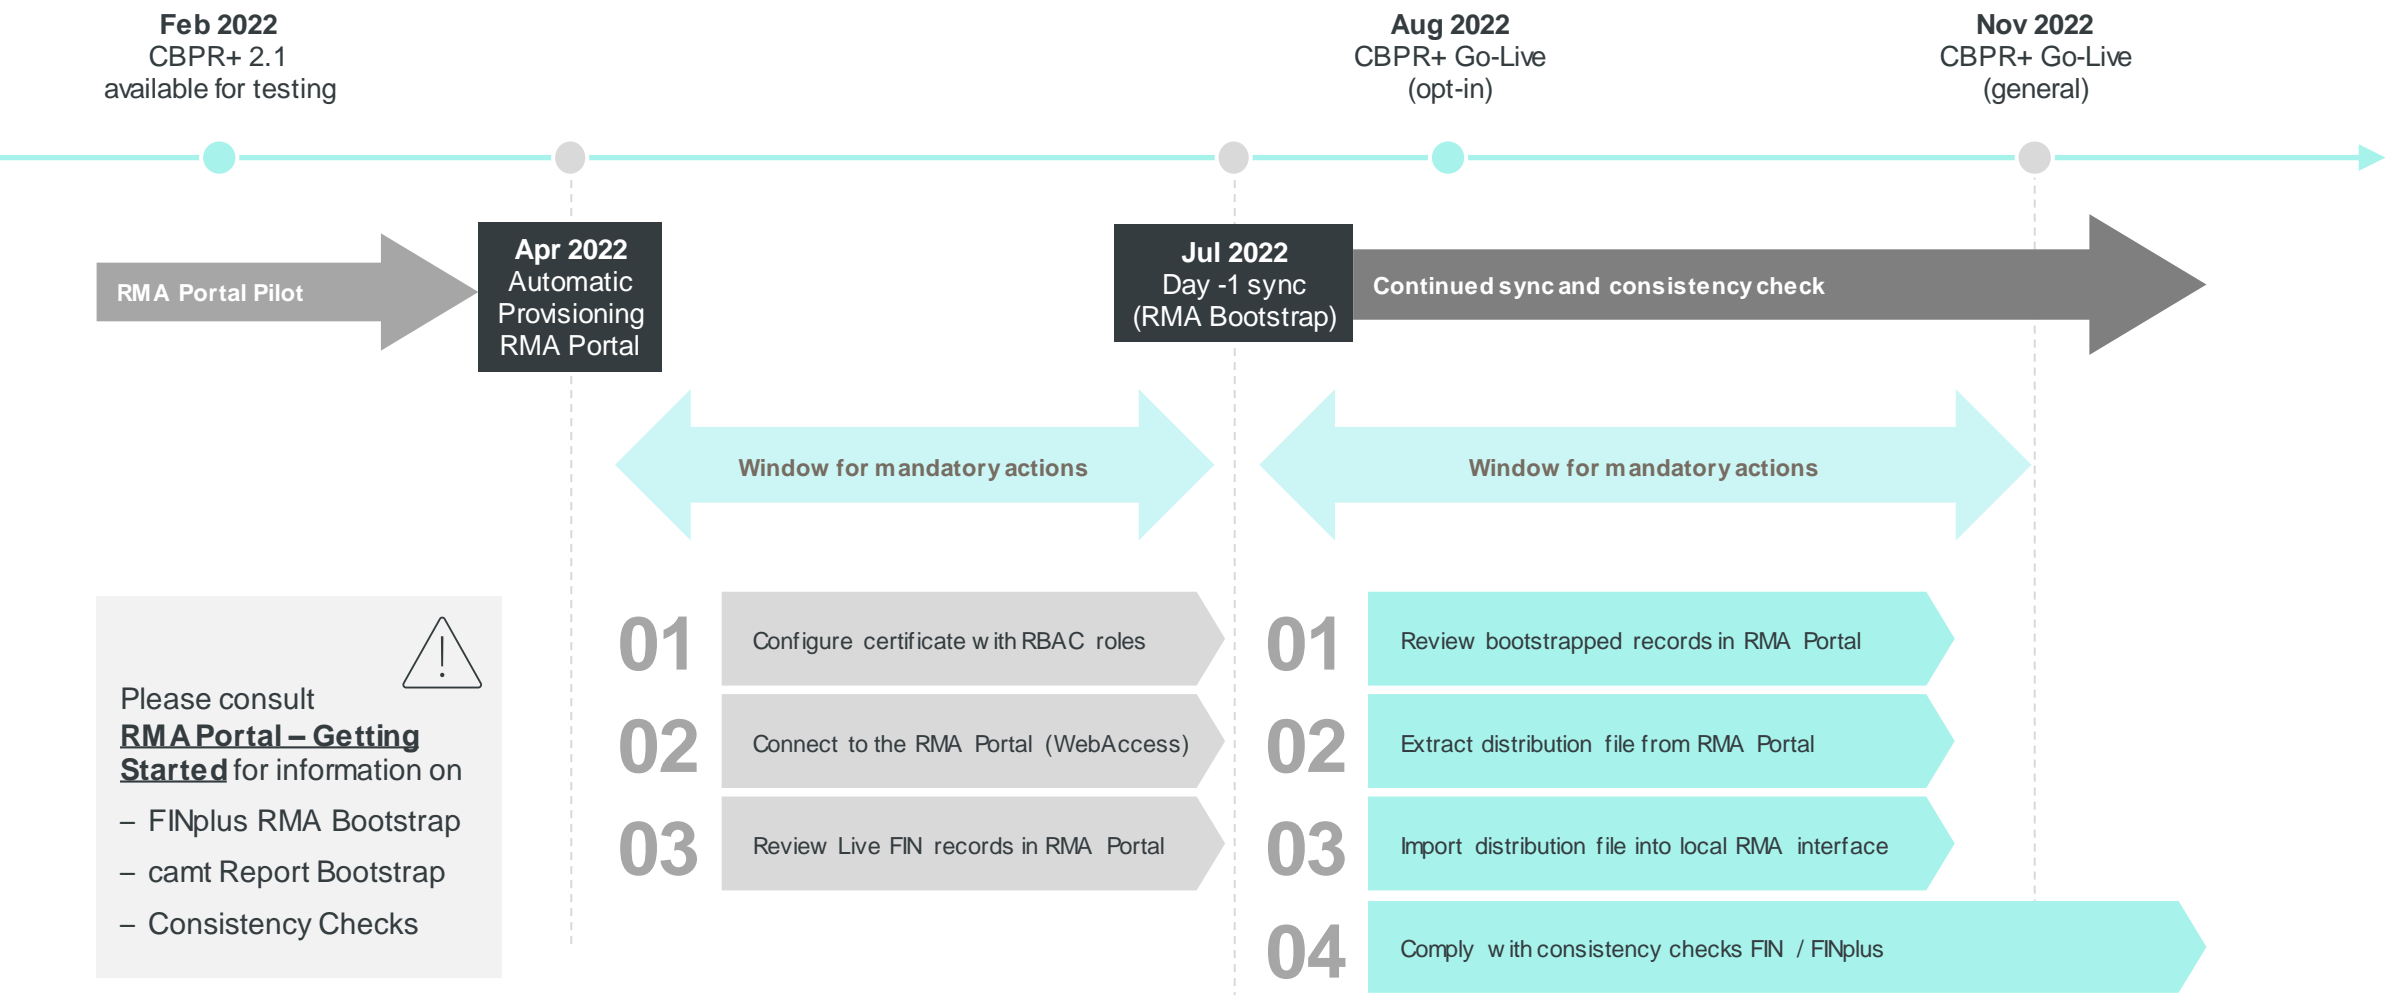 Feb 2022
CBPR+ 2.1
available for testing
Aug 2022
CBPR+ Go-Live
(opt-in)
Nov 2022
CBPR+ Go-Live
(general)
RMA Portal Pilot
Apr 2022
Automatic
Provisioning
RMA Portal
Jul 2022
Day -1 sync
(RMA Bootstrap)
Continued sync and consistency check
Window for mandatory actions
Window for mandatory actions
Please consult
RMA Portal – Getting
Started for information on
– FINplus RMA Bootstrap
– camt Report Bootstrap
– Consistency Checks
01 Configure certificate with RBAC roles
02 Connect to the RMA Portal (WebAccess)
03 Review Live FIN records in RMA Portal
01 Review bootstrapped records in RMA Portal
02 Extract distribution file from RMA Portal
03 Import distribution file into local RMA interface
04 Comply with consistency checks FIN / FINplus